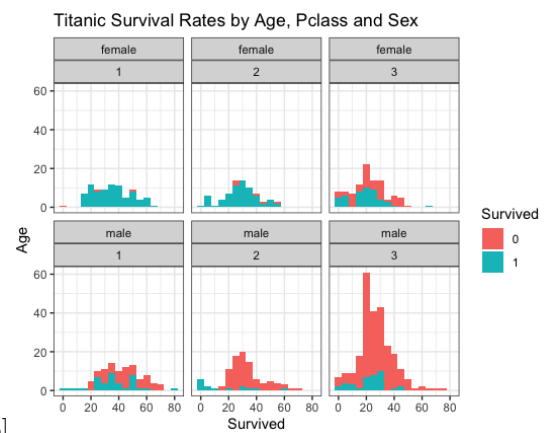 Titanic Survival Rates by Age, Pclass and Sex
female female female
1 2 3
60
40
20
0
male male male
1 2 3
60
40
20
0
0 20 40 60 80 0 20 40 60 80 0 20 40 60 80
Age
Survived
Survived
0
1
]